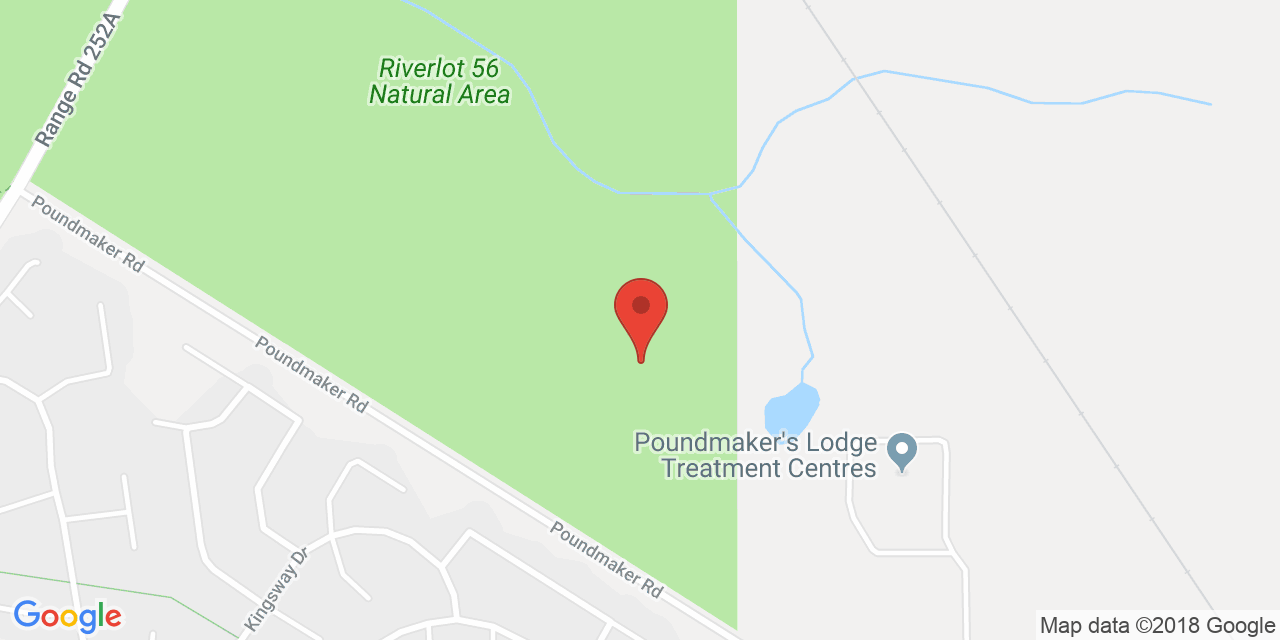 Range Rd 252A
Riverlot 56
Natural Area
Poundmaker Rd
Poundmaker Rd
Poundmaker's Lodge
Treatment Centres
Poundmaker Rd
Kingsway Dr
Google
Map data ©2018 Google